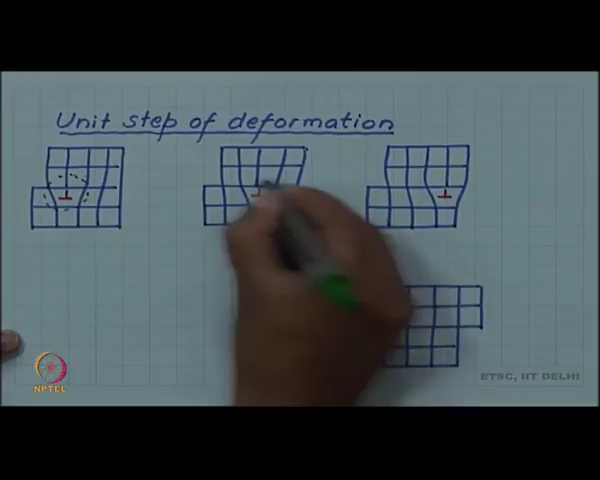 Unit step of deformation
NPTEL
ETSC, IIT DELHI